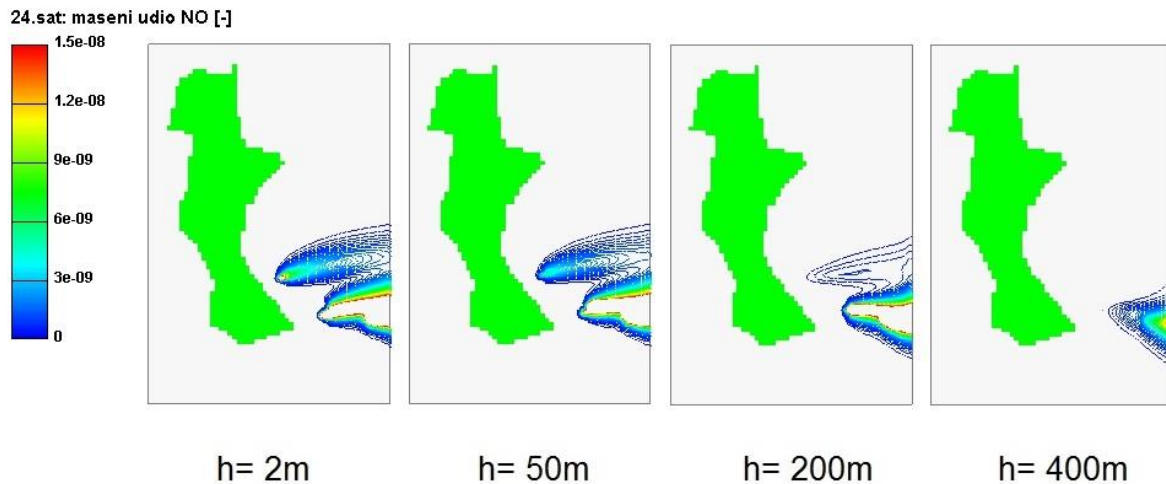 24.sat: maseni udio NO [-]
1.5e-08
1.2e-08
9e-09
6e-09
3e-09
0
h= 2m
h= 50m
h= 200m
h= 400m